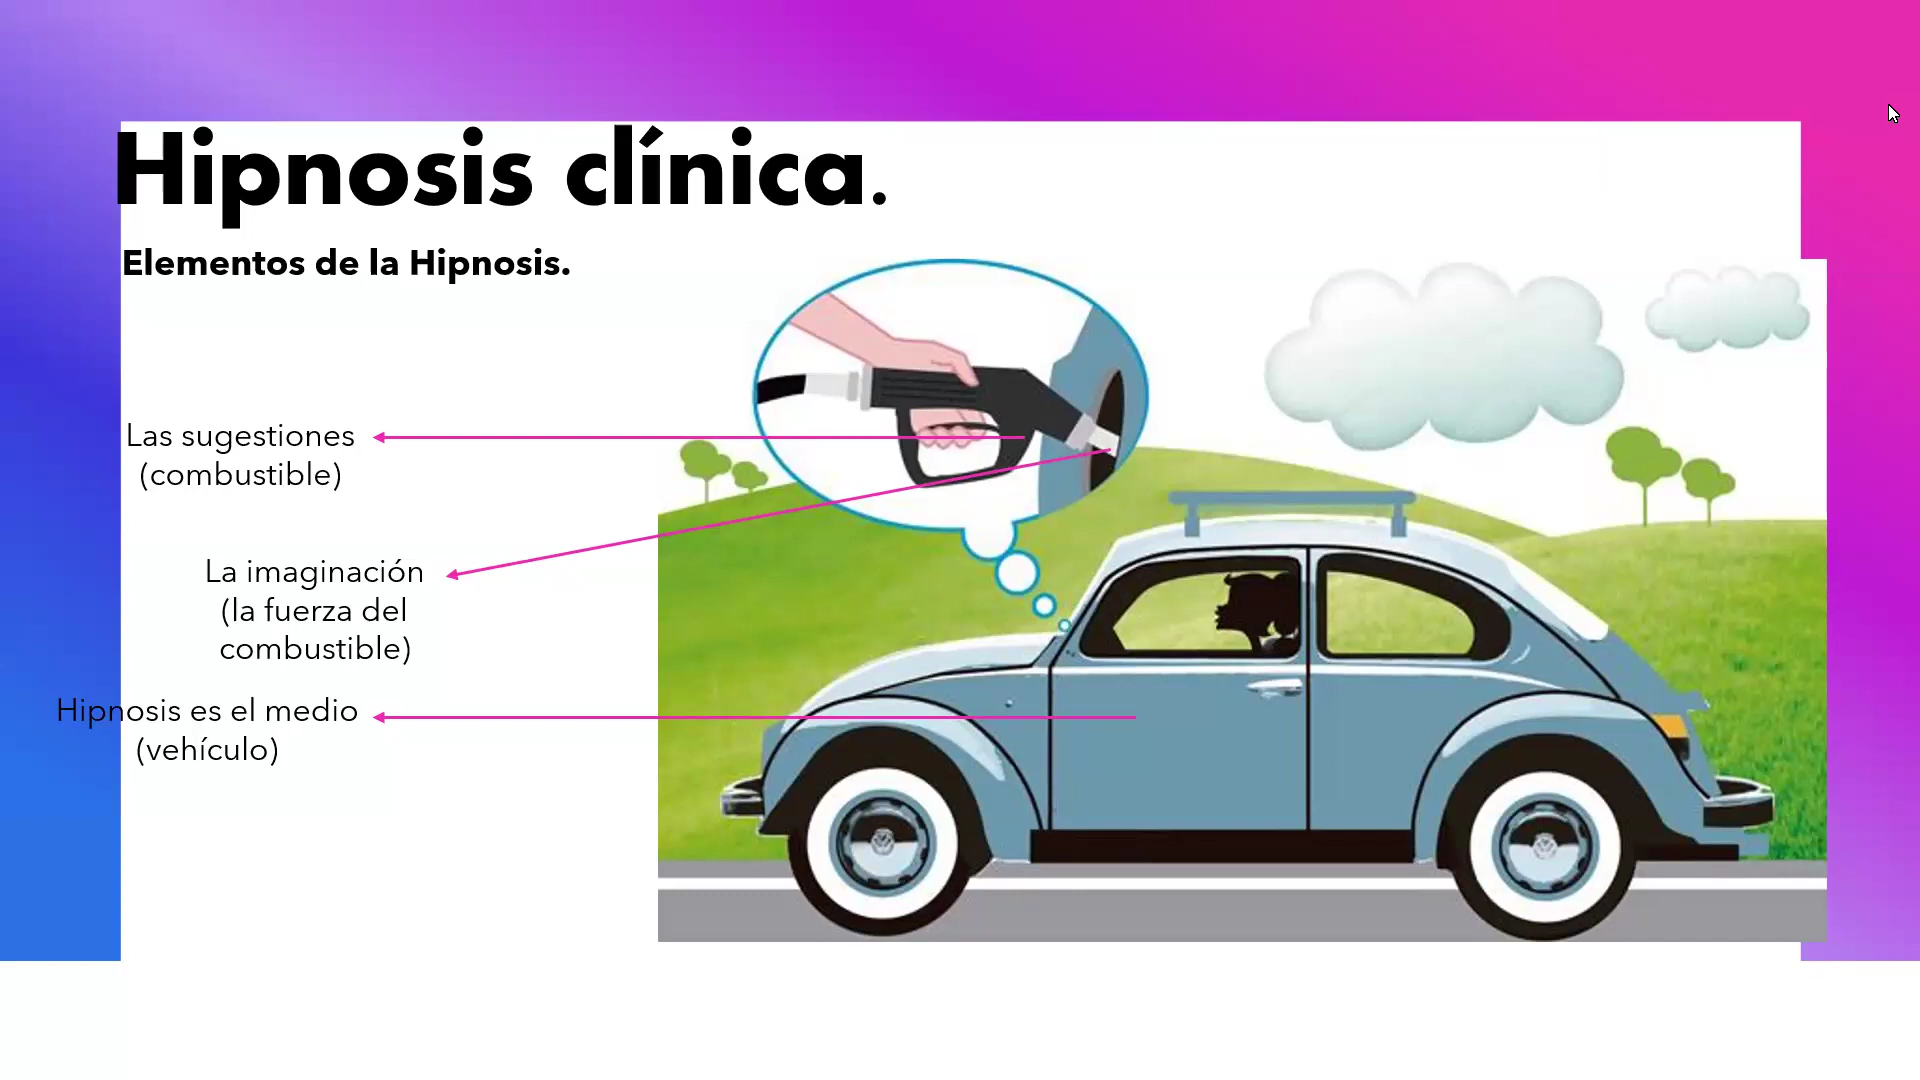 Hipnosis clínica.
Elementos de la Hipnosis.
Las sugestiones
(combustible)
La imaginación
(la fuerza del
combustible)
Hipnosis es el medio
(vehículo)